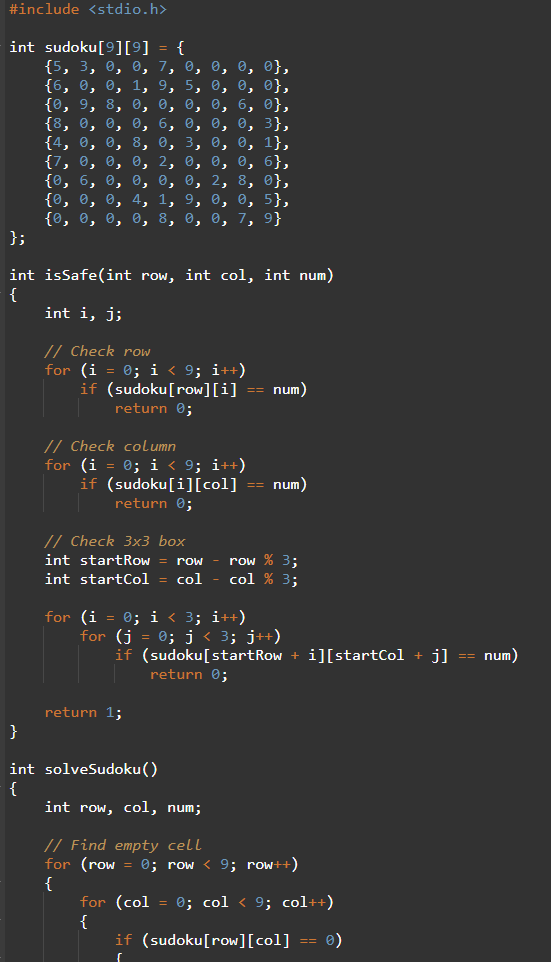 #include <stdio.h>

int sudoku[9][9] = {
    {5, 3, 0, 0, 7, 0, 0, 0, 0},
    {6, 0, 0, 1, 9, 5, 0, 0, 0},
    {0, 9, 8, 0, 0, 0, 0, 6, 0},
    {8, 0, 0, 0, 6, 0, 0, 0, 3},
    {4, 0, 0, 8, 0, 3, 0, 0, 1},
    {7, 0, 0, 0, 2, 0, 0, 0, 6},
    {0, 6, 0, 0, 0, 0, 2, 8, 0},
    {0, 0, 0, 4, 1, 9, 0, 0, 5},
    {0, 0, 0, 0, 8, 0, 0, 7, 9}
};

int isSafe(int row, int col, int num)
{
    int i, j;

    // Check row
    for (i = 0; i < 9; i++)
        if (sudoku[row][i] == num)
            return 0;

    // Check column
    for (i = 0; i < 9; i++)
        if (sudoku[i][col] == num)
            return 0;

    // Check 3x3 box
    int startRow = row - row % 3;
    int startCol = col - col % 3;

    for (i = 0; i < 3; i++)
        for (j = 0; j < 3; j++)
            if (sudoku[startRow + i][startCol + j] == num)
                return 0;

    return 1;
}

int solveSudoku()
{
    int row, col, num;

    // Find empty cell
    for (row = 0; row < 9; row++)
    {
        for (col = 0; col < 9; col++)
        {
            if (sudoku[row][col] == 0)
            {